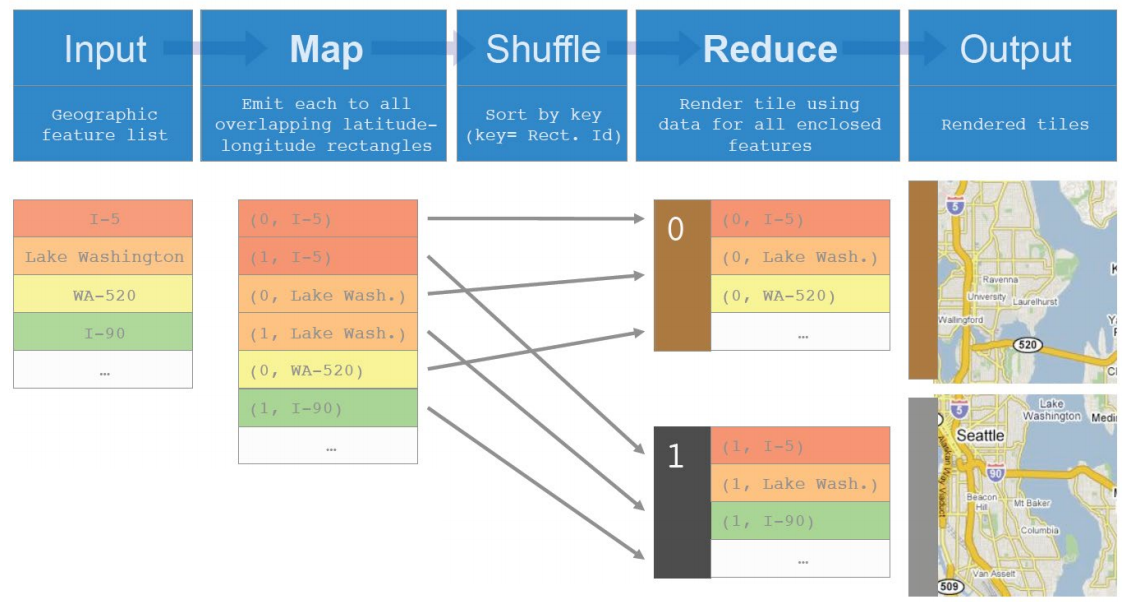 Input
Map
Shuffle
Reduce
Output
Geographic
feature list
Emit each to all
overlapping latitude-
longitude rectangles
Sort by key
(key= Rect. Id)
Render tile using
data for all enclosed
features
Rendered tiles
I-5
Lake Washington
WA-520
I-90
…
(0, I-5)
(1, I-5)
(0, Lake Wash.)
(1, Lake Wash.)
(0, WA-520)
(1, I-90)
…
0
(0, I-5)
(0, Lake Wash.)
(0, WA-520)
…
1
(1, I-5)
(1, Lake Wash.)
(1, I-90)
…
5
Ravenna
University
Laurelhurst
Wallingford
520
5
Lake
Washington
Medi
Seattle
90
Beacon
Hill
Mt Baker
Columbia
Van Asselt
509